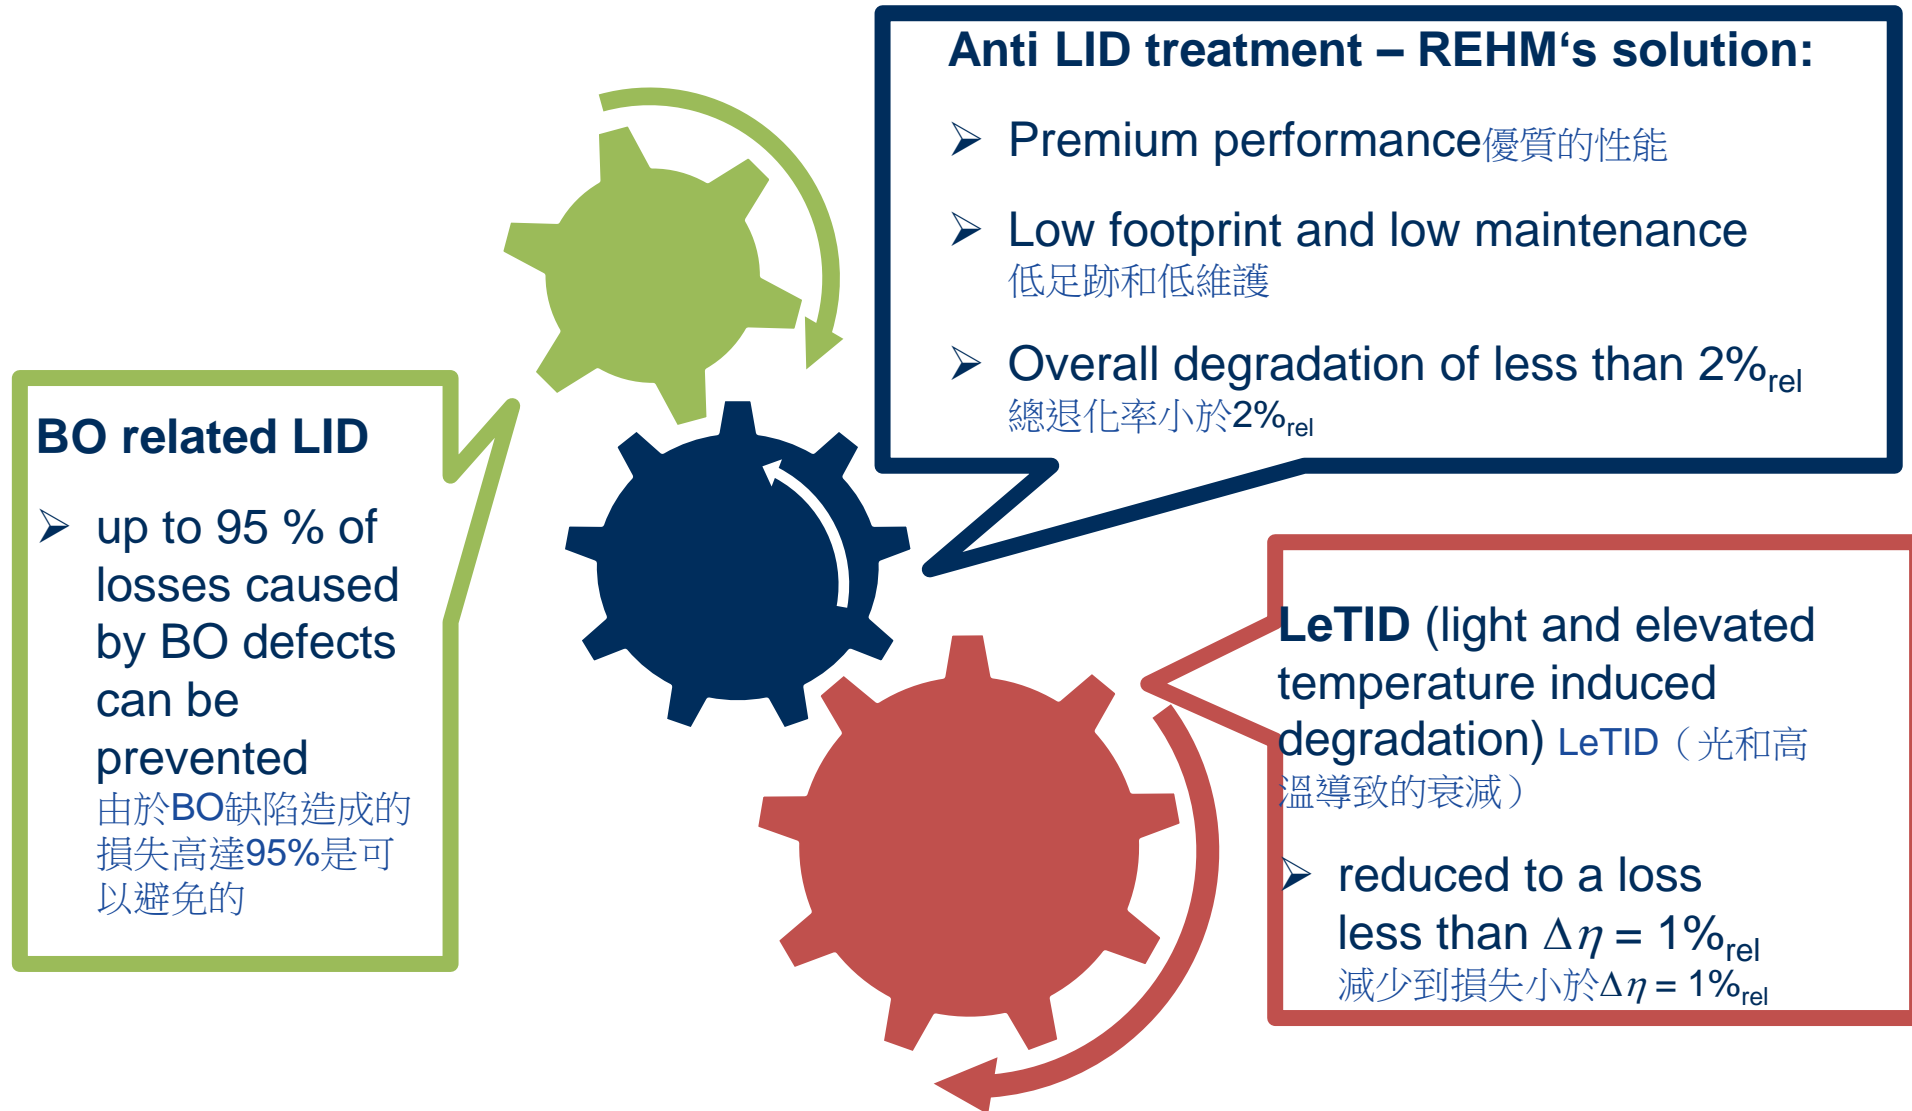 Anti LID treatment – REHM‘s solution:
➢ Premium performance優質的性能
➢ Low footprint and low maintenance
低足跡和低維護
➢ Overall degradation of less than 2%rel
總退化率小於2%rel
BO related LID
➢ up to 95 % of
losses caused
by BO defects
can be
prevented
由於BO缺陷造成的
損失高達95%是可
以避免的
LeTID (light and elevated
temperature induced
degradation) LeTID（光和高
溫導致的衰減）
➢ reduced to a loss
less than Δη = 1%rel
減少到損失小於Δη = 1%rel